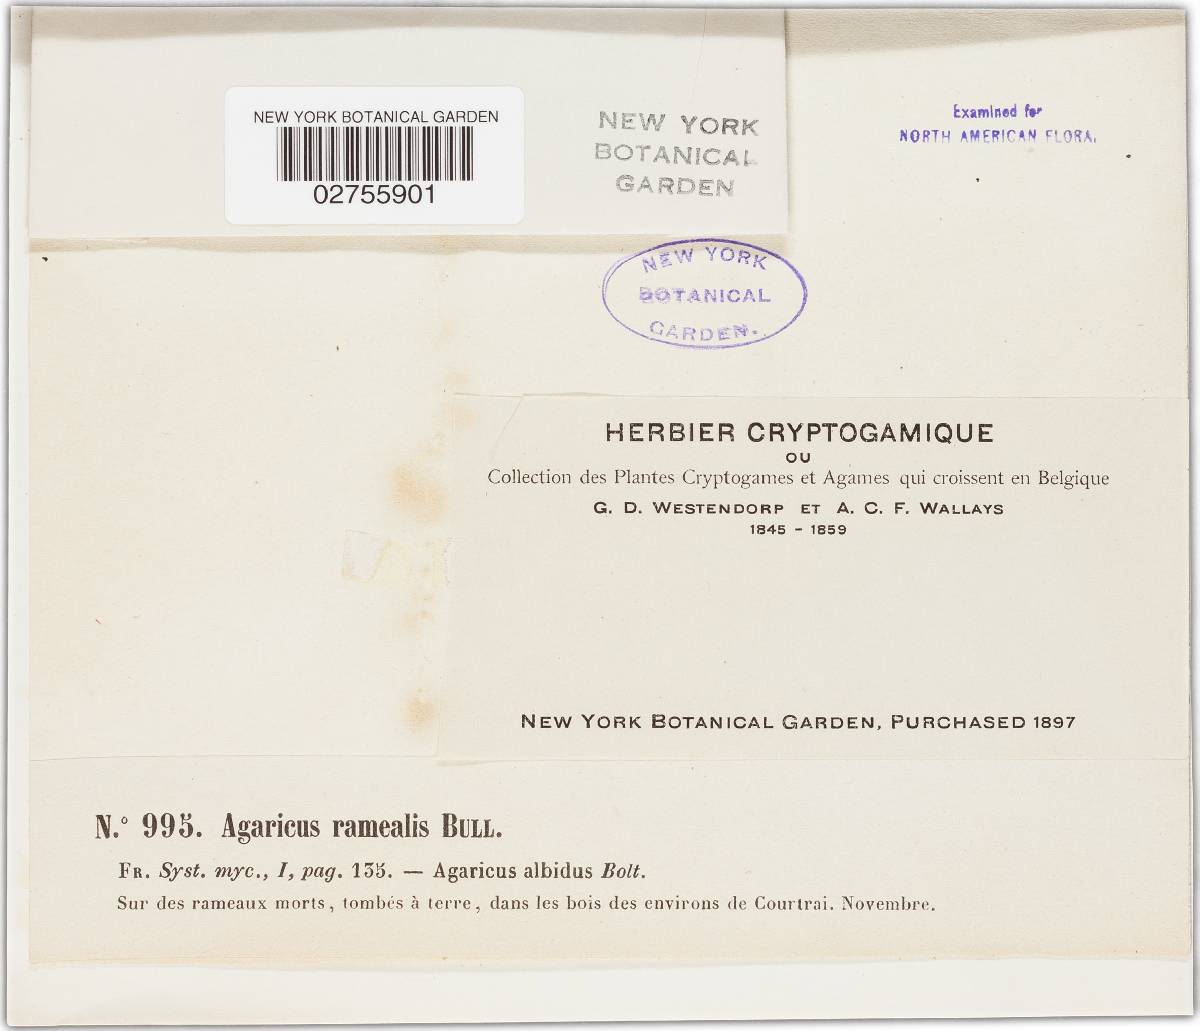 NEW YORK BOTANICAL GARDEN
02755901
NEW YORK
BOTANICAL
GARDEN
Examined for
NORTH AMERICAN FLORA.
NEW YORK
BOTANICAL
GARDEN.
HERBIER CRYPTOGAMIQUE
OU
Collection des Plantes Cryptogames et Agames qui croissent en Belgique
G. D. WESTENDORP ET A. C. F. WALLAYS
1845 - 1859
NEW YORK BOTANICAL GARDEN, PURCHASED 1897
N.° 995. Agaricus ramealis BULL.
FR. Syst. myc., I, pag. 135. — Agaricus albidus Bolt.
Sur des rameaux morts, tombés à terre, dans les bois des environs de Courtrai. Novembre.